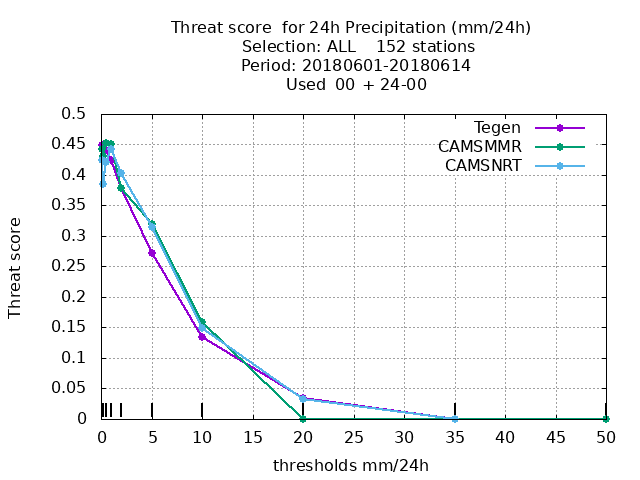 Threat score  for 24h Precipitation (mm/24h)
Selection: ALL    152 stations
Period: 20180601-20180614
Used  00 + 24-00
Tegen
CAMSMMR
CAMSNRT
0.5
0.45
0.4
0.35
0.3
0.25
0.2
0.15
0.1
0.05
0
Threat score
0 5 10 15 20 25 30 35 40 45 50
thresholds mm/24h